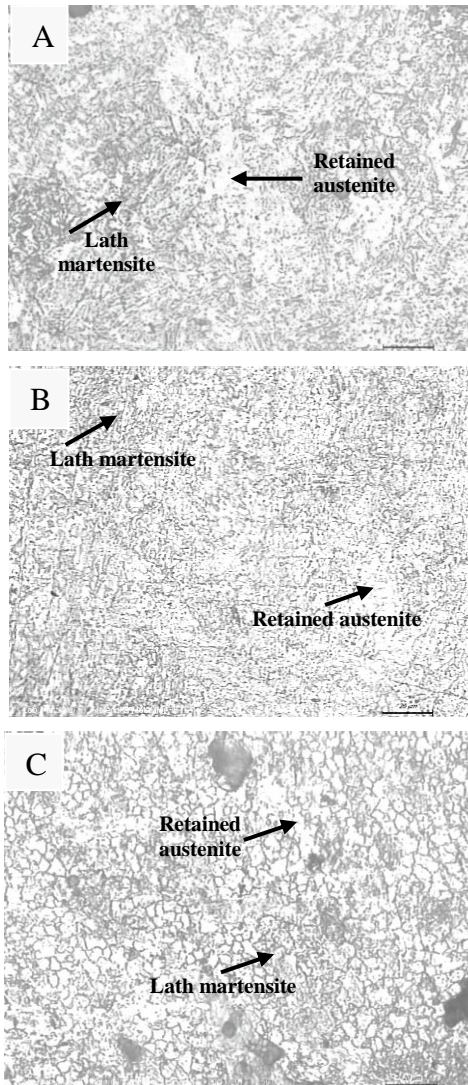 A
Retained
austenite
Lath
martensite
B
Lath martensite
Retained austenite
C
Retained
austenite
Lath martensite